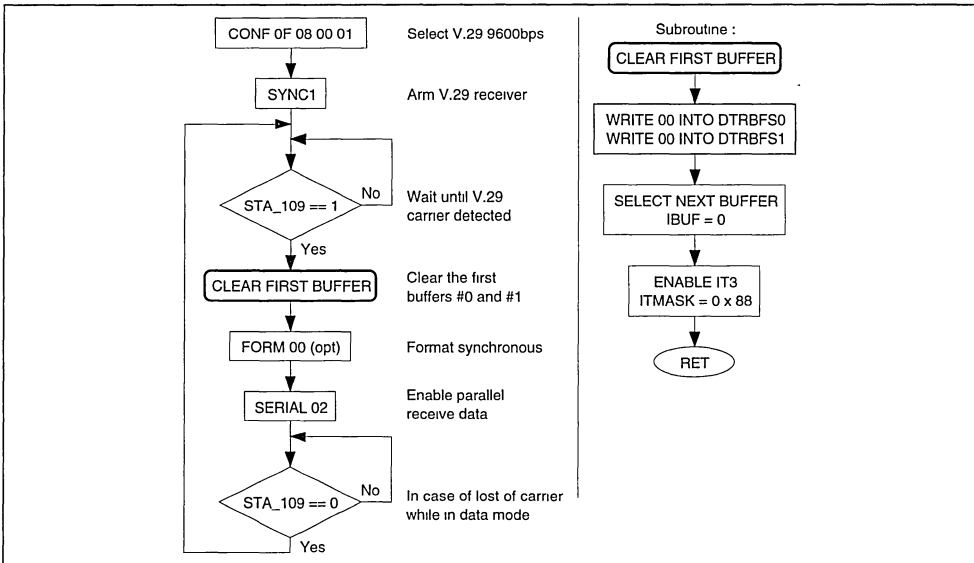 CONF 0F 08 00 01
Select V.29 9600bps
SYNC1
Arm V.29 receiver
No
STA_109 == 1
Wait until V.29
carrier detected
Yes
CLEAR FIRST BUFFER
Clear the first
buffers #0 and #1
FORM 00 (opt)
Format synchronous
SERIAL 02
Enable parallel
receive data
No
STA_109 == 0
In case of lost of carrier
while in data mode
Yes
Subroutine :
CLEAR FIRST BUFFER
WRITE 00 INTO DTRBFS0
WRITE 00 INTO DTRBFS1
SELECT NEXT BUFFER
IBUF = 0
ENABLE IT3
ITMASK = 0 x 88
RET